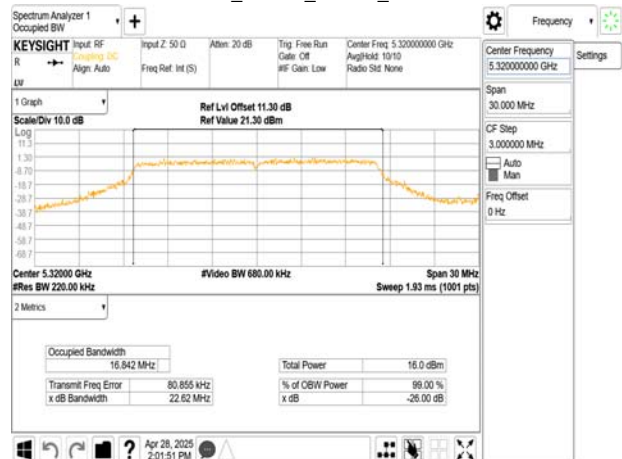 Spectrum Analyzer 1
Occupied BW
Frequency
KEYSIGHT
Input: RF
Coupling: DC
Align: Auto
Input Z: 50 Ω
Freq Ref: Int (S)
Atten: 20 dB
Trig: Free Run
Gate: Off
#IF Gain: Low
Center Freq: 5.320000000 GHz
Avg|Hold: 10/10
Radio Std: None
R
Center Frequency
5.320000000 GHz
Settings
Span
30.000 MHz
CF Step
3.000000 MHz
Auto
Man
Freq Offset
0 Hz
1 Graph
Scale/Div 10.0 dB
Ref Lvl Offset 11.30 dB
Ref Value 21.30 dBm
Log
11.3
1.30
-8.70
-18.7
-28.7
-38.7
-48.7
-58.7
-68.7
Center 5.32000 GHz
#Video BW 680.00 kHz
Span 30 MHz
#Res BW 220.00 kHz
Sweep 1.93 ms (1001 pts)
2 Metrics
Occupied Bandwidth
16.842 MHz
Total Power 16.0 dBm
Transmit Freq Error 80.855 kHz
% of OBW Power 99.00 %
x dB Bandwidth 22.62 MHz
x dB -26.00 dB
Apr 28, 2025
2:01:51 PM